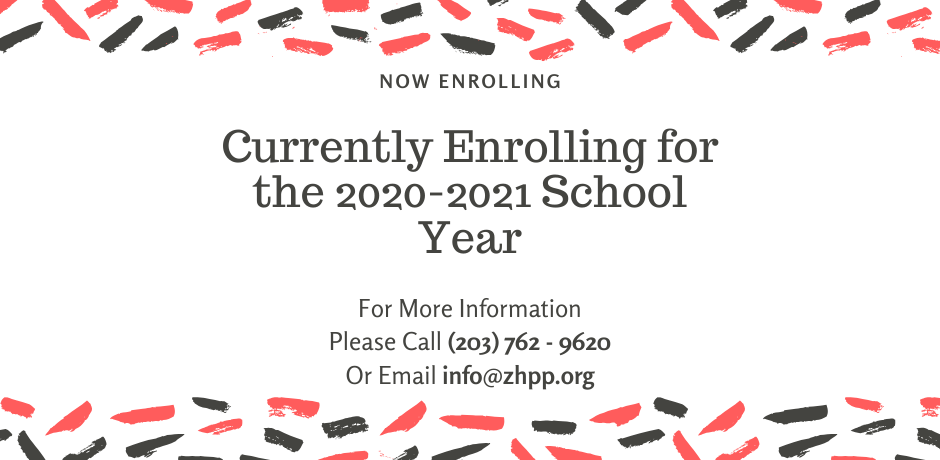 NOW ENROLLING
Currently Enrolling for
the 2020-2021 School
Year
For More Information
Please Call (203) 762 - 9620
Or Email info@zhpp.org